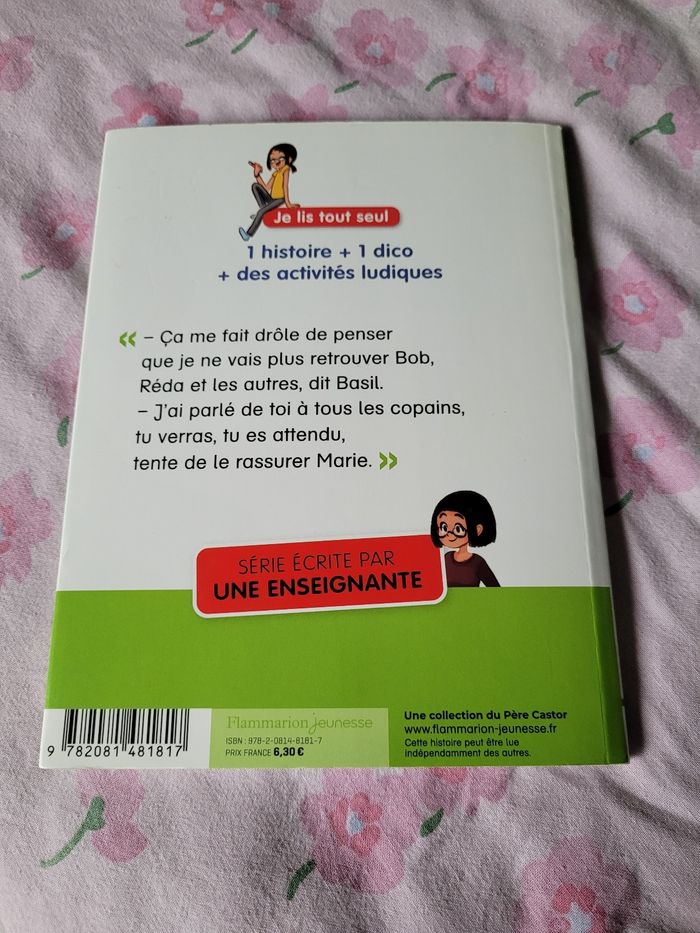 Je lis tout seul
1 histoire + 1 dico
+ des activités ludiques
« – Ça me fait drôle de penser
que je ne vais plus retrouver Bob,
Réda et les autres, dit Basil.
– J'ai parlé de toi à tous les copains,
tu verras, tu es attendu,
tente de le rassurer Marie. »
SÉRIE ÉCRITE PAR
UNE ENSEIGNANTE
9 782081 481817
Flammarion jeunesse
ISBN : 978-2-0814-8181-7
PRIX FRANCE 6,30 €
Une collection du Père Castor
www.flammarion-jeunesse.fr
Cette histoire peut être lue
indépendamment des autres.